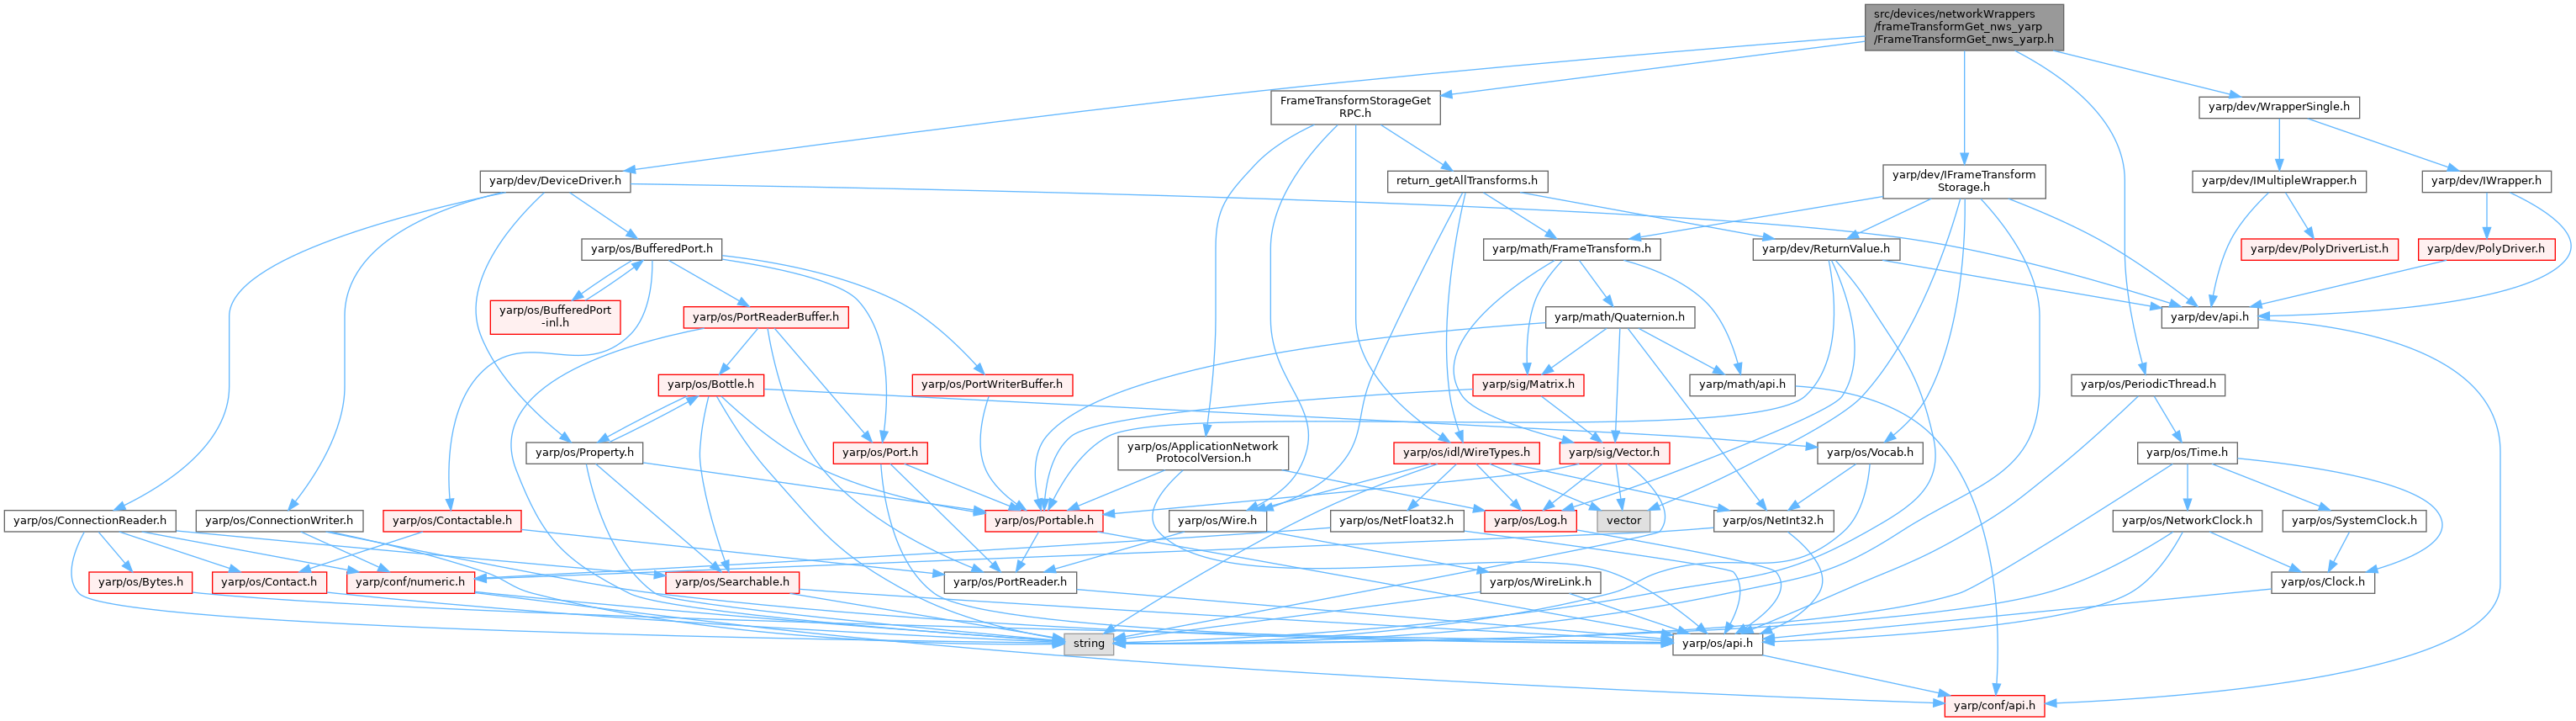 src/devices/networkWrappers
/frameTransformGet_nws_yarp
/FrameTransformGet_nws_yarp.h
FrameTransformStorageGet
RPC.h
yarp/dev/WrapperSingle.h
yarp/dev/DeviceDriver.h
return_getAllTransforms.h
yarp/dev/IFrameTransform
Storage.h
yarp/dev/IMultipleWrapper.h
yarp/dev/IWrapper.h
yarp/os/BufferedPort.h
yarp/math/FrameTransform.h
yarp/dev/ReturnValue.h
yarp/dev/PolyDriverList.h
yarp/dev/PolyDriver.h
yarp/os/BufferedPort
-inl.h
yarp/os/PortReaderBuffer.h
yarp/math/Quaternion.h
yarp/dev/api.h
yarp/os/Bottle.h
yarp/os/PortWriterBuffer.h
yarp/sig/Matrix.h
yarp/math/api.h
yarp/os/PeriodicThread.h
yarp/os/Property.h
yarp/os/Port.h
yarp/os/ApplicationNetwork
ProtocolVersion.h
yarp/os/idl/WireTypes.h
yarp/sig/Vector.h
yarp/os/Vocab.h
yarp/os/Time.h
yarp/os/ConnectionReader.h
yarp/os/ConnectionWriter.h
yarp/os/Contactable.h
yarp/os/Portable.h
yarp/os/Wire.h
yarp/os/NetFloat32.h
yarp/os/Log.h
vector
yarp/os/NetInt32.h
yarp/os/NetworkClock.h
yarp/os/SystemClock.h
yarp/os/Bytes.h
yarp/os/Contact.h
yarp/conf/numeric.h
yarp/os/Searchable.h
yarp/os/PortReader.h
yarp/os/WireLink.h
yarp/os/Clock.h
string
yarp/os/api.h
yarp/conf/api.h